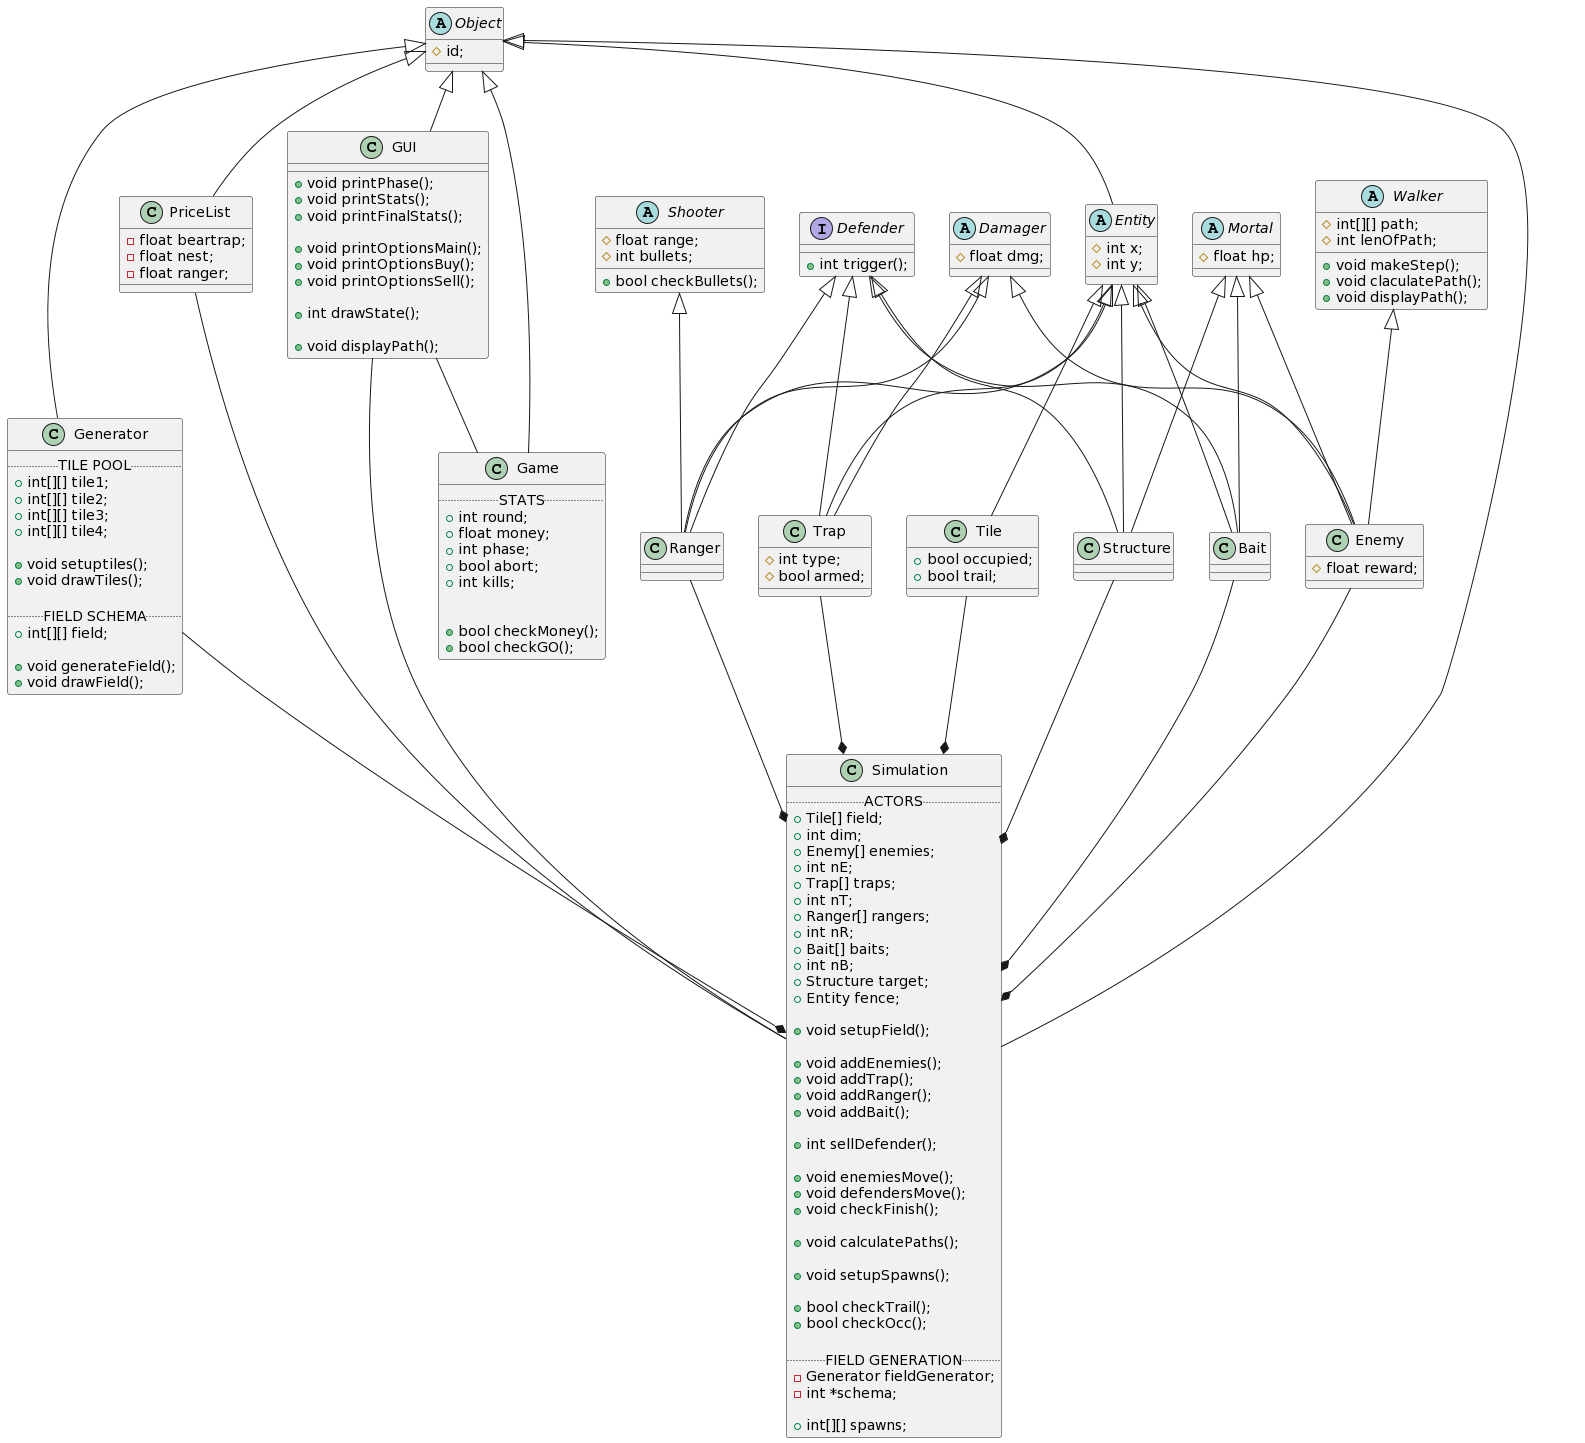 A Object
id;
C GUI
void printPhase();
void printStats();
void printFinalStats();
void printOptionsMain();
void printOptionsBuy();
void printOptionsSell();
int drawState();
void displayPath();
C PriceList
float beartrap;
float nest;
float ranger;
A Shooter
float range;
int bullets;
bool checkBullets();
I Defender
int trigger();
A Damager
float dmg;
A Entity
int x;
int y;
A Mortal
float hp;
A Walker
int[][] path;
int lenOfPath;
void makeStep();
void claculatePath();
void displayPath();
C Generator
TILE POOL
int[][] tile1;
int[][] tile2;
int[][] tile3;
int[][] tile4;
void setuptiles();
void drawTiles();
FIELD SCHEMA
int[][] field;
void generateField();
void drawField();
C Game
STATS
int round;
float money;
int phase;
bool abort;
int kills;
bool checkMoney();
bool checkGO();
C Ranger
C Trap
int type;
bool armed;
C Tile
bool occupied;
bool trail;
C Structure
C Bait
C Enemy
float reward;
C Simulation
ACTORS
Tile[] field;
int dim;
Enemy[] enemies;
int nE;
Trap[] traps;
int nT;
Ranger[] rangers;
int nR;
Bait[] baits;
int nB;
Structure target;
Entity fence;
void setupField();
void addEnemies();
void addTrap();
void addRanger();
void addBait();
int sellDefender();
void enemiesMove();
void defendersMove();
void checkFinish();
void calculatePaths();
void setupSpawns();
bool checkTrail();
bool checkOcc();
FIELD GENERATION
Generator fieldGenerator;
int *schema;
int[][] spawns;